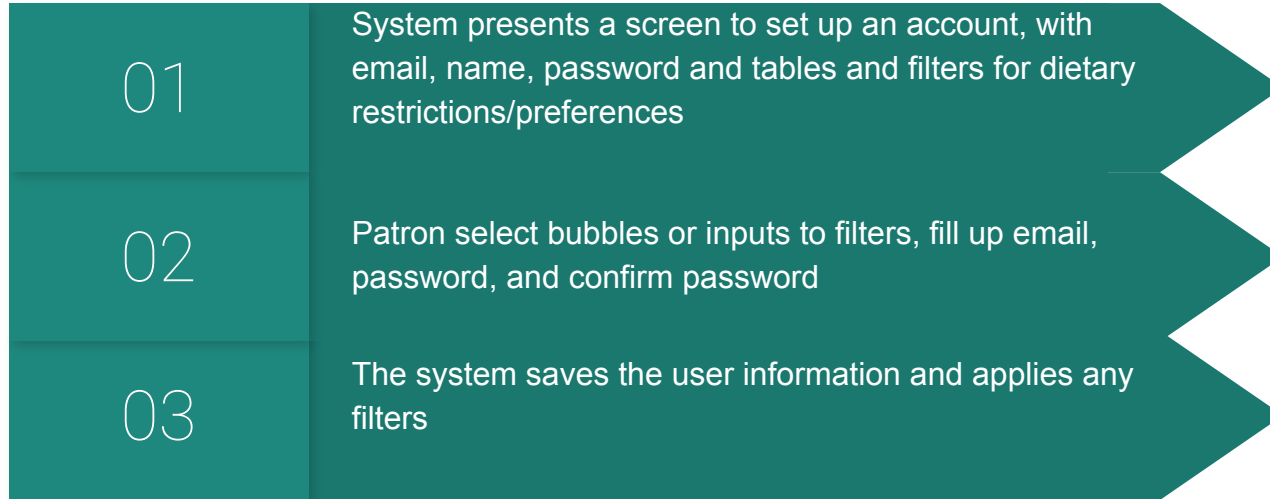 01
System presents a screen to set up an account, with
email, name, password and tables and filters for dietary
restrictions/preferences
02
Patron select bubbles or inputs to filters, fill up email,
password, and confirm password
03
The system saves the user information and applies any
filters